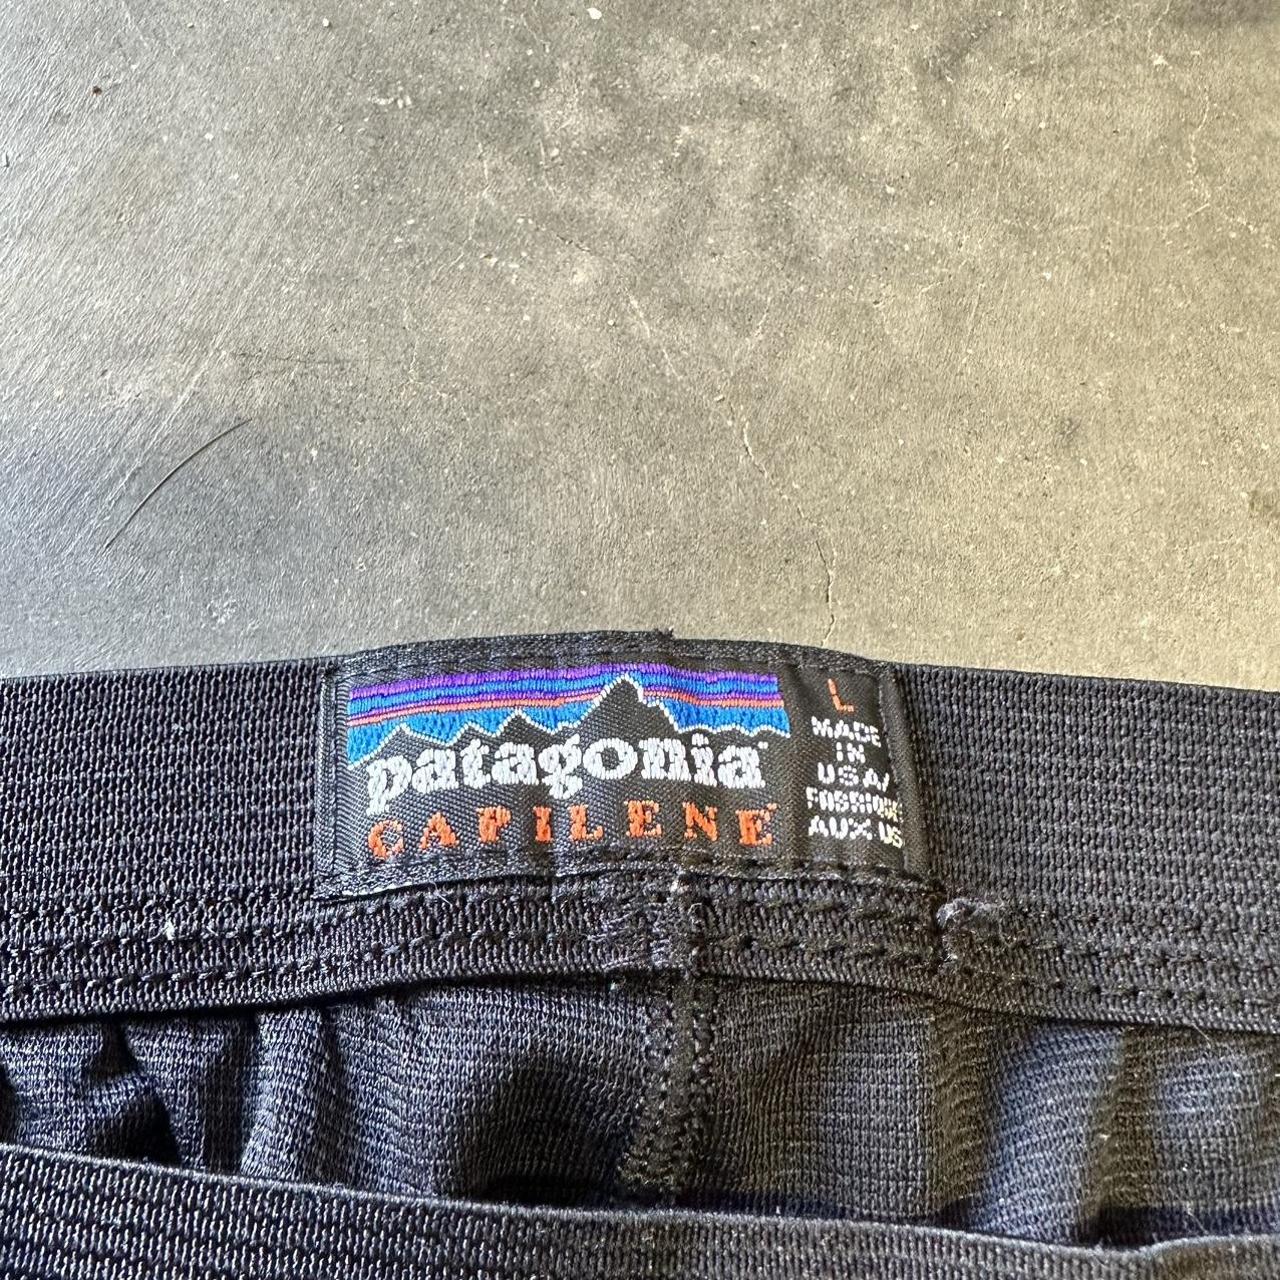 patagonia
CAPILENE
L
MADE
IN
USA/
FABRIQUE
AUX US